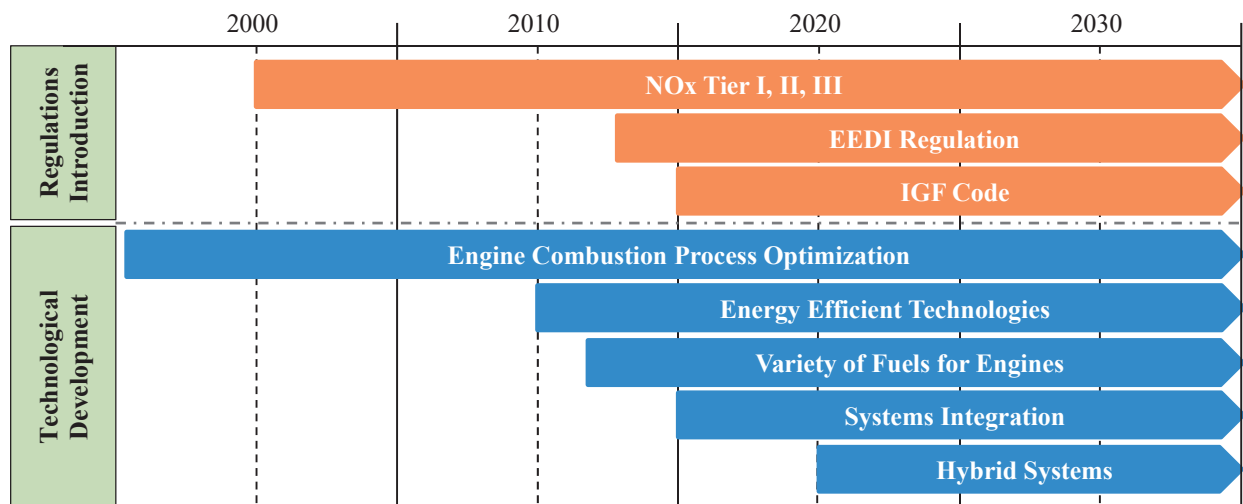 2000 2010 2020 2030
Regulations
Introduction
NOx Tier I, II, III
EEDI Regulation
IGF Code
Technological
Development
Engine Combustion Process Optimization
Energy Efficient Technologies
Variety of Fuels for Engines
Systems Integration
Hybrid Systems